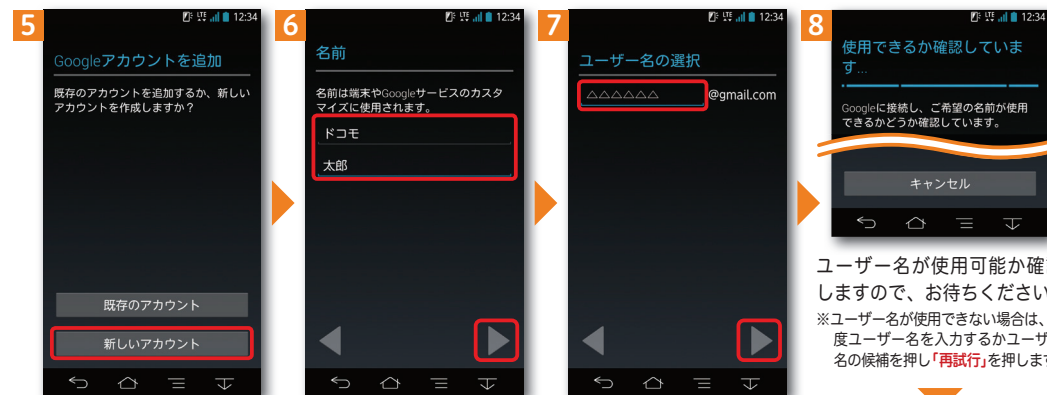 5
LTE 12:34
Googleアカウントを追加
既存のアカウントを追加するか、新しい
アカウントを作成しますか？
既存のアカウント
新しいアカウント
6
LTE 12:34
名前
名前は端末やGoogleサービスのカスタ
マイズに使用されます。
ドコモ
太郎
7
LTE 12:34
ユーザー名の選択
△△△△△△ @gmail.com
8
LTE 12:34
使用できるか確認していま
す...
Googleに接続し、ご希望の名前が使用
できるかどうか確認しています。
キャンセル
ユーザー名が使用可能か確
しますので、お待ちください
※ユーザー名が使用できない場合は、
度ユーザー名を入力するかユーザ
名の候補を押し「再試行」を押します